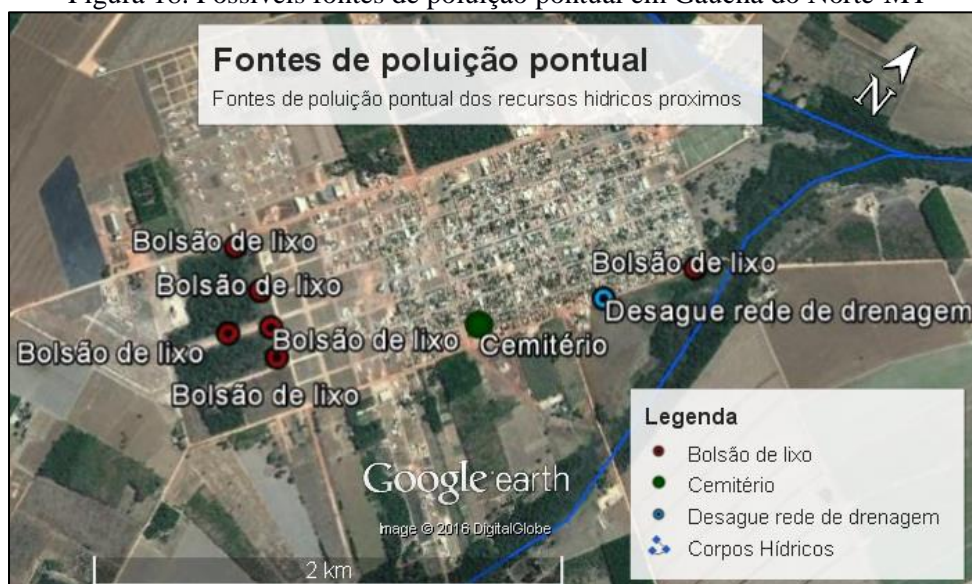 Figura 18. Possíveis fontes de poluição pontual em Gaúcha do Norte-MT
Fontes de poluição pontual
Fontes de poluição pontual dos recursos hidricos proximos
N
Bolsão de lixo
Bolsão de lixo
Bolsão de lixo
Desague rede de drenagem
Bolsão de lixo
Bolsão de lixo
Cemitério
Bolsão de lixo
Legenda
Bolsão de lixo
Cemitério
Desague rede de drenagem
Corpos Hídricos
Google earth
Image © 2016 DigitalGlobe
2 km